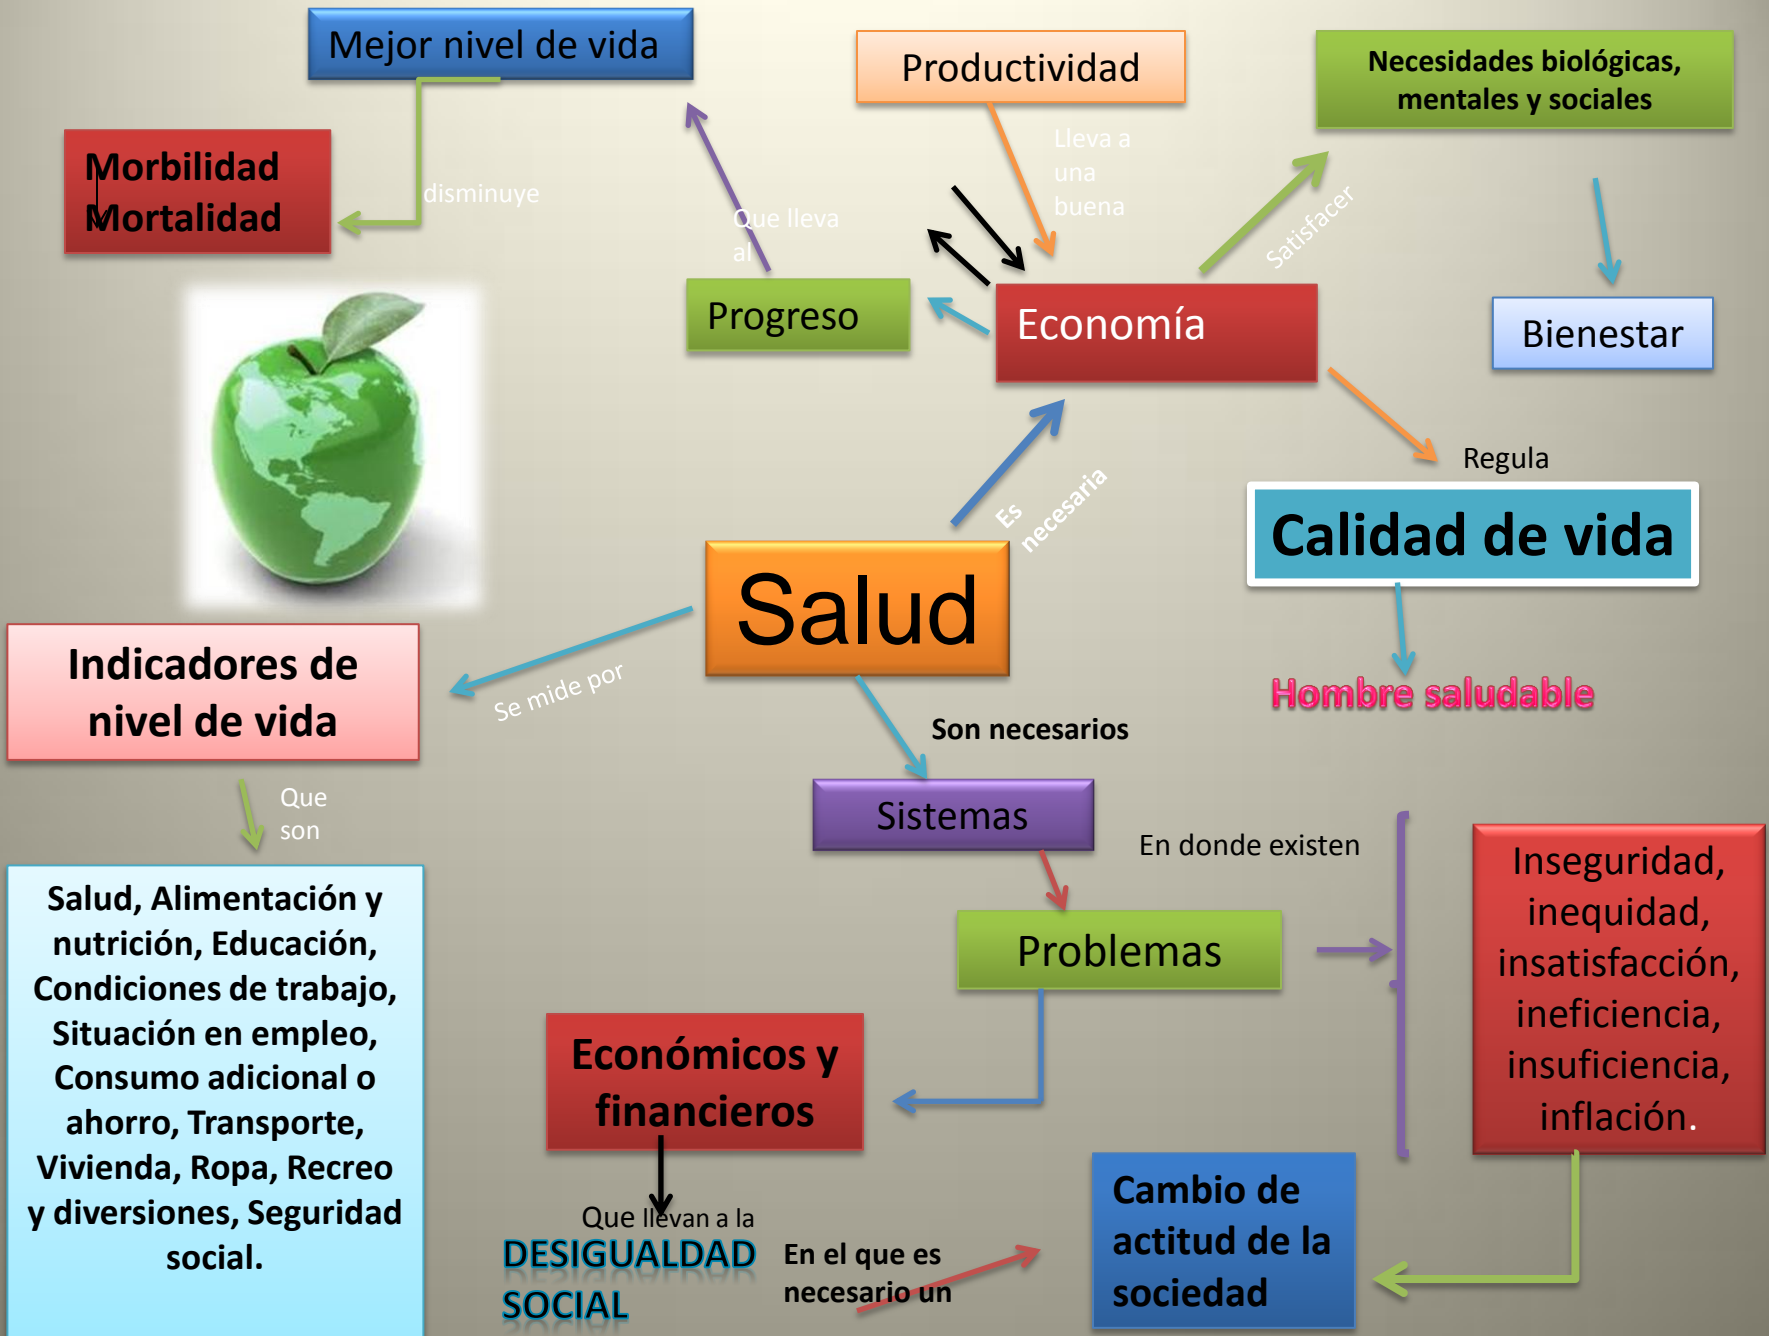 Mejor nivel de vida
Productividad
Necesidades biológicas,
mentales y sociales
Morbilidad
Mortalidad
disminuye
Que lleva
al
Lleva a
una
buena
Satisfacer
Progreso
Economía
Bienestar
Regula
Es
necesaria
Calidad de vida
Salud
Hombre saludable
Indicadores de
nivel de vida
Se mide por
Son necesarios
Que
son
Sistemas
En donde existen
Salud, Alimentación y
nutrición, Educación,
Condiciones de trabajo,
Situación en empleo,
Consumo adicional o
ahorro, Transporte,
Vivienda, Ropa, Recreo
y diversiones, Seguridad
social.
Problemas
Inseguridad,
inequidad,
insatisfacción,
ineficiencia,
insuficiencia,
inflación.
Económicos y
financieros
Que llevan a la
DESIGUALDAD
SOCIAL
En el que es
necesario un
Cambio de
actitud de la
sociedad